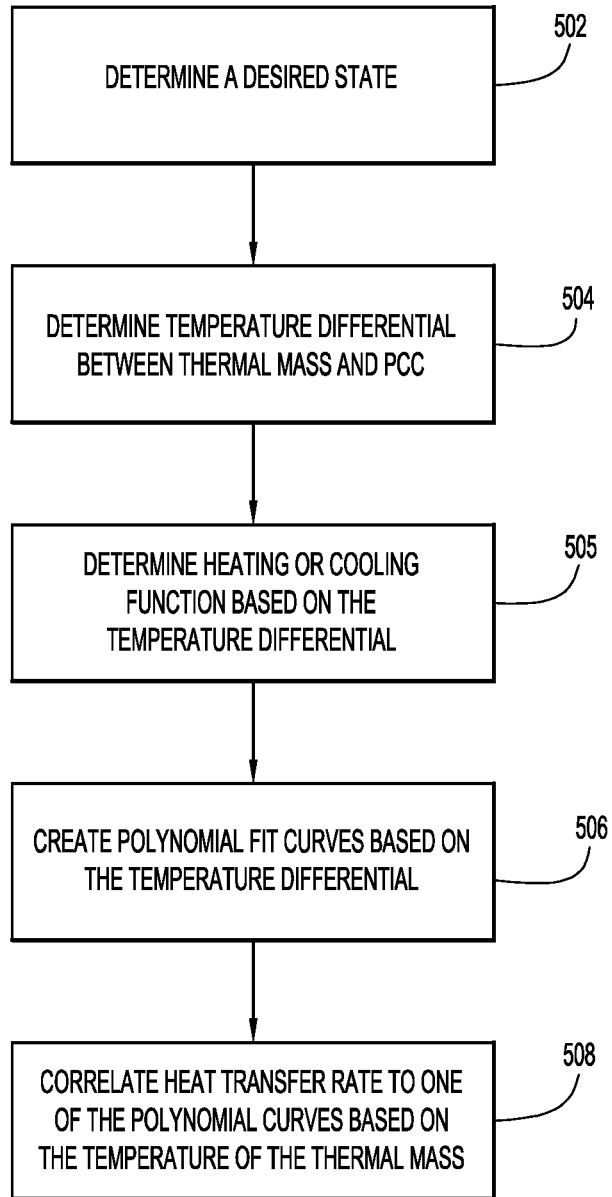 DETERMINE A DESIRED STATE
502
DETERMINE TEMPERATURE DIFFERENTIAL
BETWEEN THERMAL MASS AND PCC
504
DETERMINE HEATING OR COOLING
FUNCTION BASED ON THE
TEMPERATURE DIFFERENTIAL
505
CREATE POLYNOMIAL FIT CURVES BASED ON
THE TEMPERATURE DIFFERENTIAL
506
CORRELATE HEAT TRANSFER RATE TO ONE
OF THE POLYNOMIAL CURVES BASED ON
THE TEMPERATURE OF THE THERMAL MASS
508